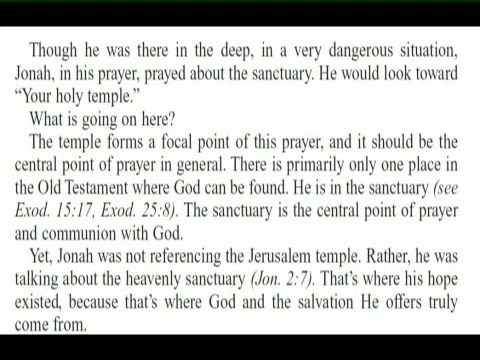 Though he was there in the deep, in a very dangerous situation,
Jonah, in his prayer, prayed about the sanctuary. He would look toward
“Your holy temple.”
What is going on here?
The temple forms a focal point of this prayer, and it should be the
central point of prayer in general. There is primarily only one place in
the Old Testament where God can be found. He is in the sanctuary (see
Exod. 15:17, Exod. 25:8). The sanctuary is the central point of prayer
and communion with God.
Yet, Jonah was not referencing the Jerusalem temple. Rather, he was
talking about the heavenly sanctuary (Jon. 2:7). That’s where his hope
existed, because that’s where God and the salvation He offers truly
come from.